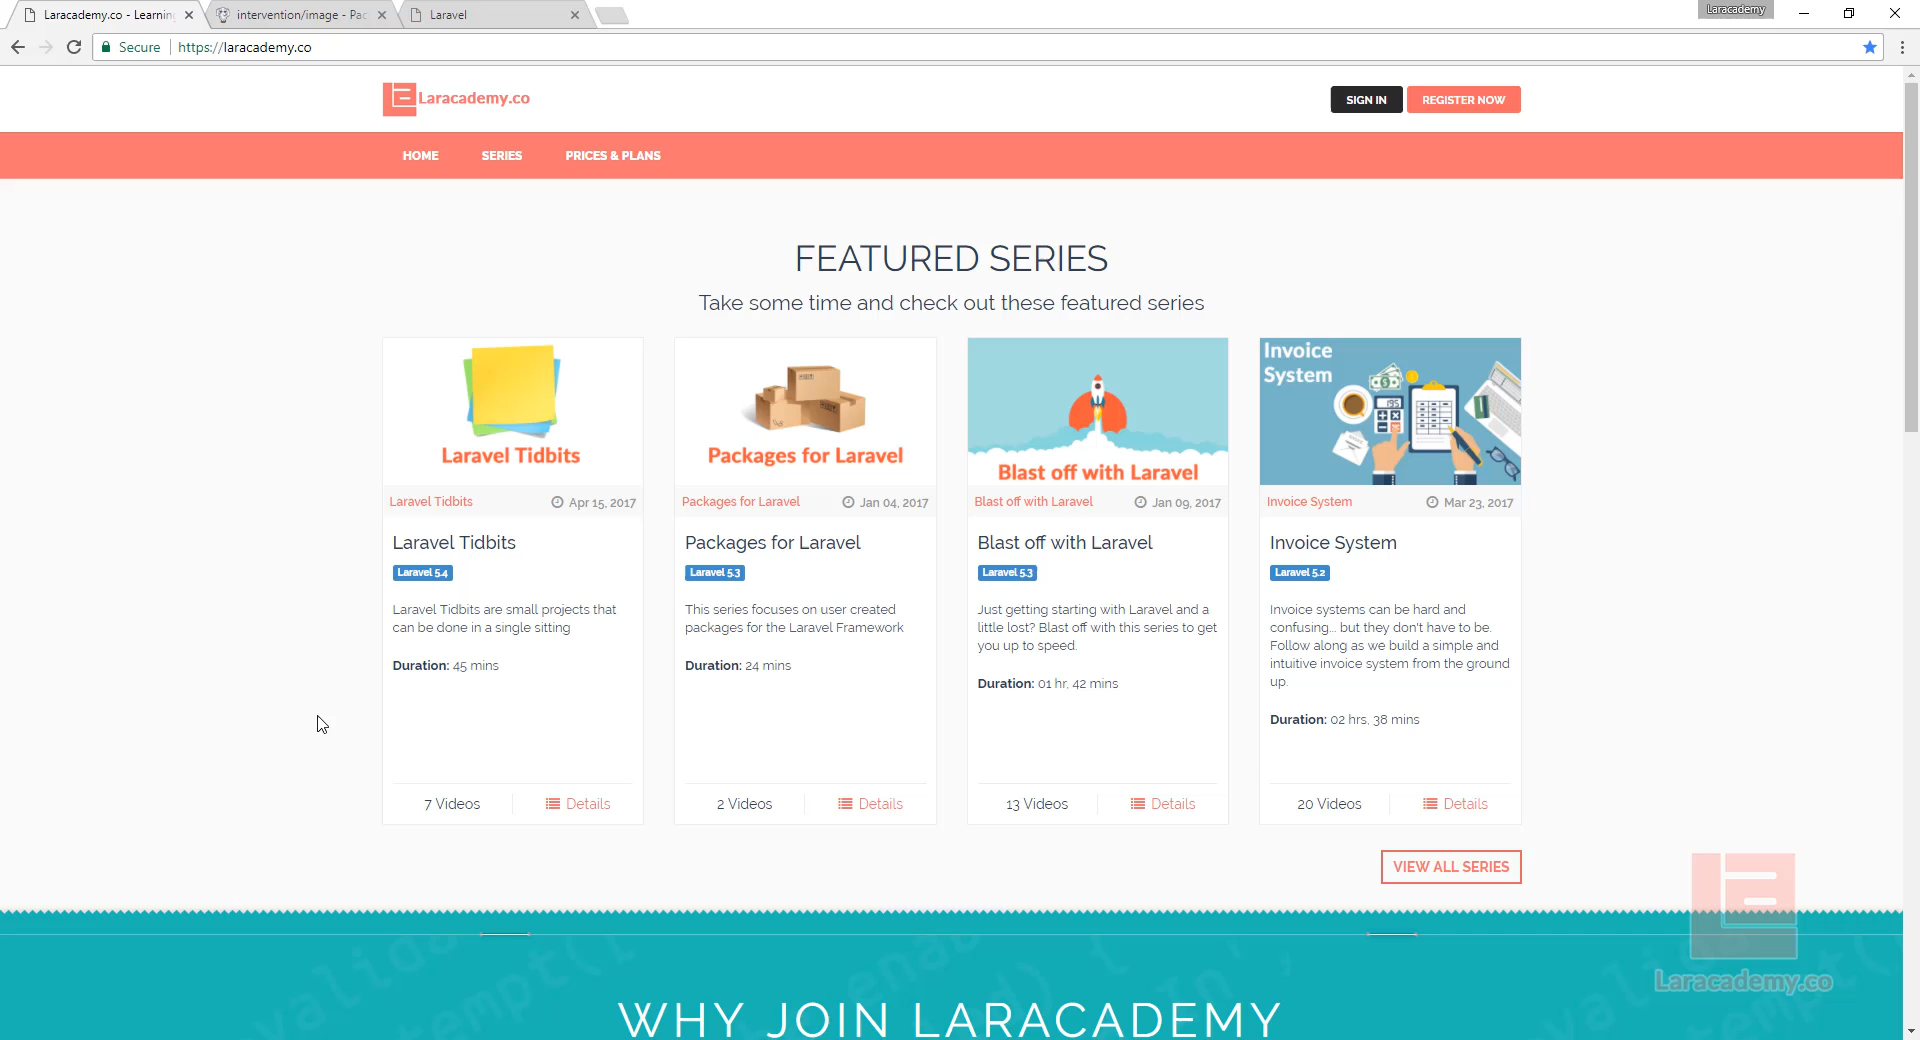 Laracademy.co - Learning
intervention/image - Pac
Laravel
Laracademy
Secure
https://laracademy.co
Laracademy.co
SIGN IN
REGISTER NOW
HOME
SERIES
PRICES & PLANS
FEATURED SERIES
Take some time and check out these featured series
Laravel Tidbits
Packages for Laravel
Blast off with Laravel
Invoice
System
Laravel Tidbits
Apr 15, 2017
Packages for Laravel
Jan 04, 2017
Blast off with Laravel
Jan 09, 2017
Invoice System
Mar 23, 2017
Laravel Tidbits
Laravel 5.4
Laravel Tidbits are small projects that
can be done in a single sitting
Duration: 45 mins
7 Videos
Details
Packages for Laravel
Laravel 5.3
This series focuses on user created
packages for the Laravel Framework
Duration: 24 mins
2 Videos
Details
Blast off with Laravel
Laravel 5.3
Just getting starting with Laravel and a
little lost? Blast off with this series to get
you up to speed.
Duration: 01 hr, 42 mins
13 Videos
Details
Invoice System
Laravel 5.2
Invoice systems can be hard and
confusing... but they don't have to be.
Follow along as we build a simple and
intuitive invoice system from the ground
up.
Duration: 02 hrs, 38 mins
20 Videos
Details
VIEW ALL SERIES
WHY JOIN LARACADEMY
Laracademy.co